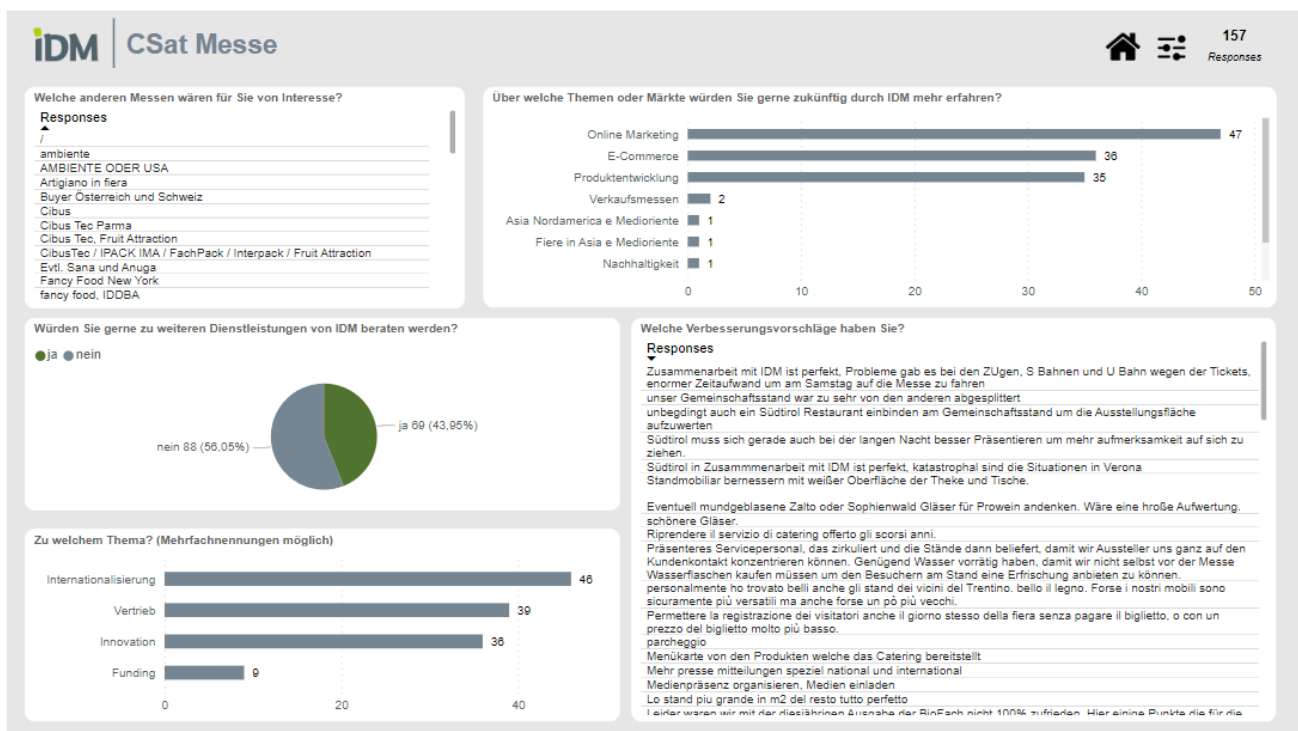 iDM
CSat Messe
157
Responses
Welche anderen Messen wären für Sie von Interesse?
Responses
/
ambiente
AMBIENTE ODER USA
Artigiano in fiera
Buyer Österreich und Schweiz
Cibus
Cibus Tec Parma
Cibus Tec, Fruit Attraction
CibusTec / IPACK IMA / FachPack / Interpack / Fruit Attraction
Evtl. Sana und Anuga
Fancy Food New York
fancy food, IDDBA
Über welche Themen oder Märkte würden Sie gerne zukünftig durch IDM mehr erfahren?
Online Marketing 47
E-Commerce 36
Produktentwicklung 35
Verkaufsmessen 2
Asia Nordamerica e Medioriente 1
Fiere in Asia e Medioriente 1
Nachhaltigkeit 1
0 10 20 30 40 50
Würden Sie gerne zu weiteren Dienstleistungen von IDM beraten werden?
ja nein
ja 69 (43,95%)
nein 88 (56,05%)
Zu welchem Thema? (Mehrfachnennungen möglich)
Internationalisierung 46
Vertrieb 39
Innovation 36
Funding 9
0 20 40
Welche Verbesserungsvorschläge haben Sie?
Responses
Zusammenarbeit mit IDM ist perfekt, Probleme gab es bei den ZUgen, S Bahnen und U Bahn wegen der Tickets,
enormer Zeitaufwand um am Samstag auf die Messe zu fahren
unser Gemeinschaftsstand war zu sehr von den anderen abgesplittert
unbegdingt auch ein Südtirol Restaurant einbinden am Gemeinschaftsstand um die Ausstellungsfläche
aufzuwerten
Südtirol muss sich gerade auch bei der langen Nacht besser Präsentieren um mehr aufmerksamkeit auf sich zu
ziehen.
Südtirol in Zusammmenarbeit mit IDM ist perfekt, katastrophal sind die Situationen in Verona
Standmobiliar bernessern mit weißer Oberfläche der Theke und Tische.
Eventuell mundgeblasene Zalto oder Sophienwald Gläser für Prowein andenken. Wäre eine hroße Aufwertung.
schönere Gläser.
Riprendere il servizio di catering offerto gli scorsi anni.
Präsenteres Servicepersonal, das zirkuliert und die Stände dann beliefert, damit wir Aussteller uns ganz auf den
Kundenkontakt konzentrieren können. Genügend Wasser vorrätig haben, damit wir nicht selbst vor der Messe
Wasserflaschen kaufen müssen um den Besuchern am Stand eine Erfrischung anbieten zu können.
personalmente ho trovato belli anche gli stand dei vicini del Trentino. bello il legno. Forse i nostri mobili sono
sicuramente più versatili ma anche forse un pò più vecchi.
Permettere la registrazione dei visitatori anche il giorno stesso della fiera senza pagare il biglietto, o con un
prezzo del biglietto molto più basso.
parcheggio
Menükarte von den Produkten welche das Catering bereitstellt
Mehr presse mitteilungen speziel national und international
Medienpräsenz organisieren, Medien einladen
Lo stand piu grande in m2 del resto tutto perfetto
Leider waren wir mit der diesjährigen Ausgabe der BioFach nicht 100% zufrieden. Hier einige Punkte die für die